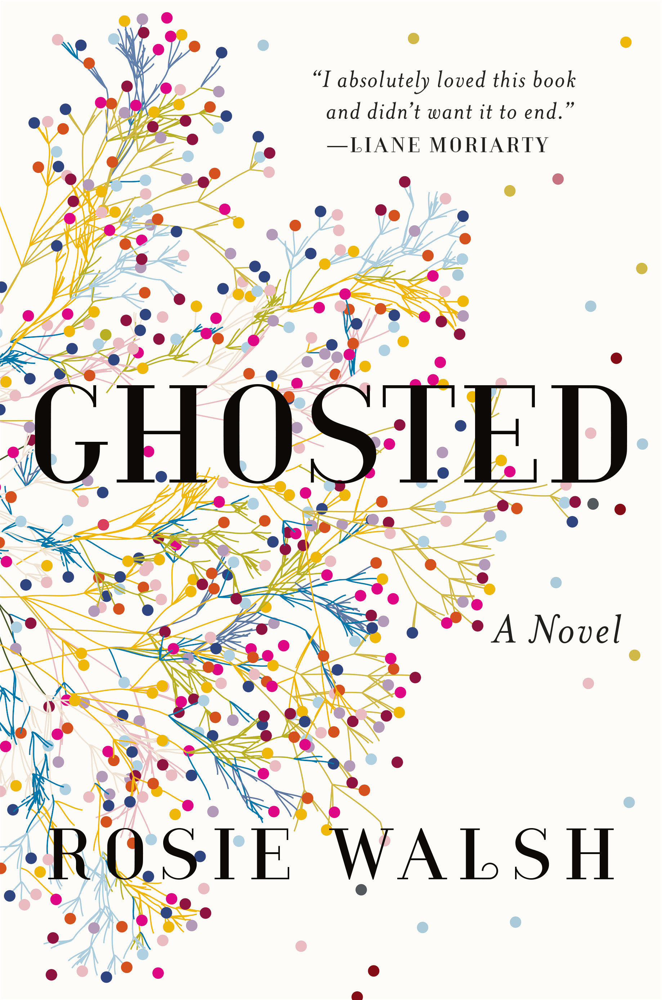 “I absolutely loved this book
and didn’t want it to end.”
—LIANE MORIARTY
GHOSTED
A Novel
ROSIE WALSH